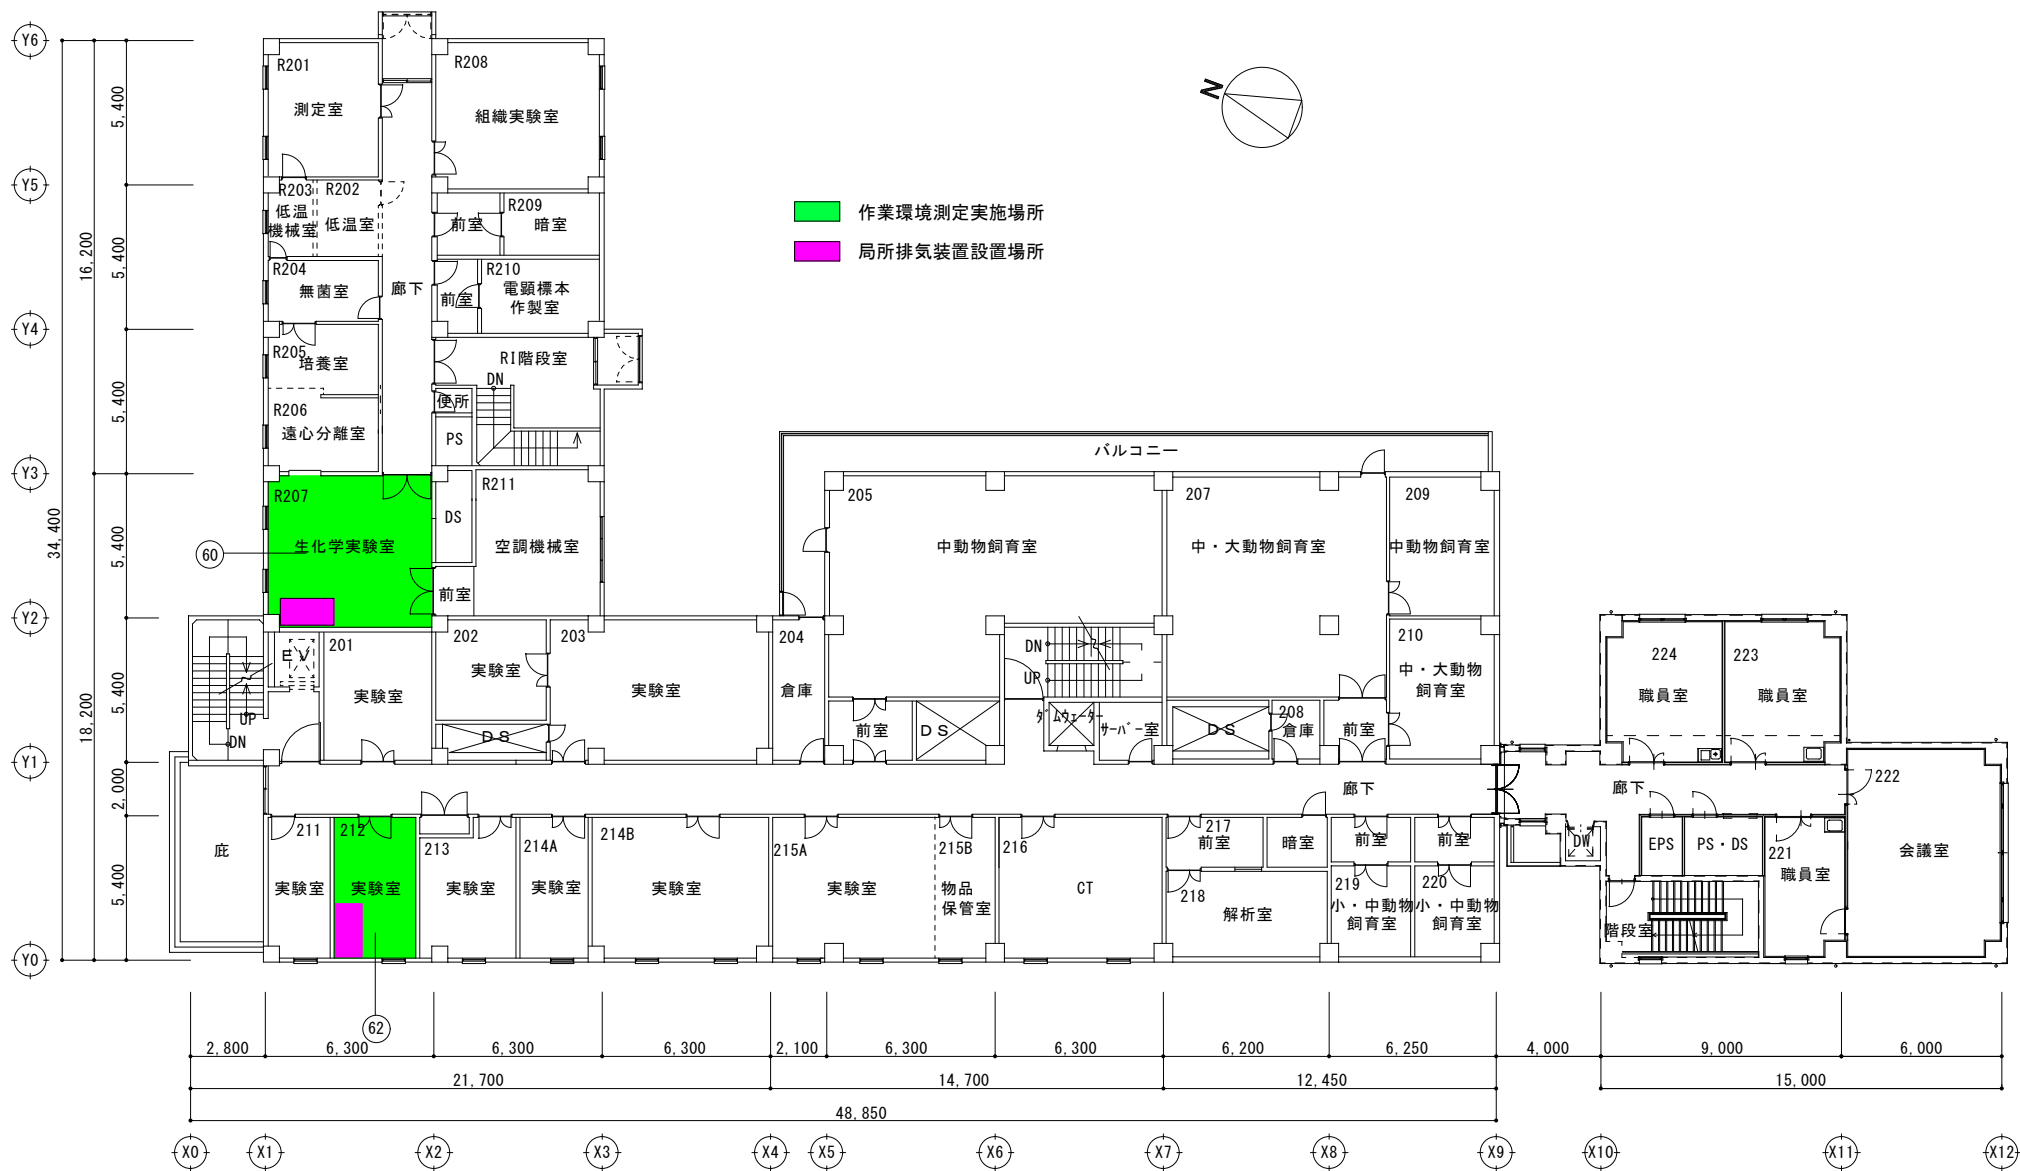 Y6
R201
測定室
R208
組織実験室
N
5,400
Y5
R203
低温
機械室
R202
低温室
前室
R209
暗室
作業環境測定実施場所
局所排気装置設置場所
16,200
5,400
R204
無菌室
廊下
前室
R210
電顕標本
作製室
Y4
R205
培養室
RI階段室
DN
5,400
便所
R206
遠心分離室
PS
バルコニー
Y3
R207
生化学実験室
60
DS
R211
空調機械室
前室
34,400
5,400
205
中動物飼育室
207
中・大動物飼育室
209
中動物飼育室
Y2
EV
UP
DN
201
実験室
202
実験室
DS
203
実験室
204
倉庫
前室
DS
DN
UP
ダムウェーター
サーバー室
DS
208
倉庫
前室
210
中・大動物
飼育室
224
職員室
223
職員室
18,200
5,400
Y1
廊下
廊下
222
会議室
2,000
庇
211
実験室
212
実験室
213
実験室
214A
実験室
214B
実験室
215A
実験室
215B
物品
保管室
216
CT
217
前室
暗室
218
解析室
前室
219
小・中動物
飼育室
前室
220
小・中動物
飼育室
DW
EPS
PS・DS
221
職員室
階段室
5,400
Y0
62
2,800
6,300
6,300
6,300
2,100
6,300
6,300
6,200
6,250
4,000
9,000
6,000
21,700
14,700
12,450
15,000
48,850
X0
X1
X2
X3
X4
X5
X6
X7
X8
X9
X10
X11
X12